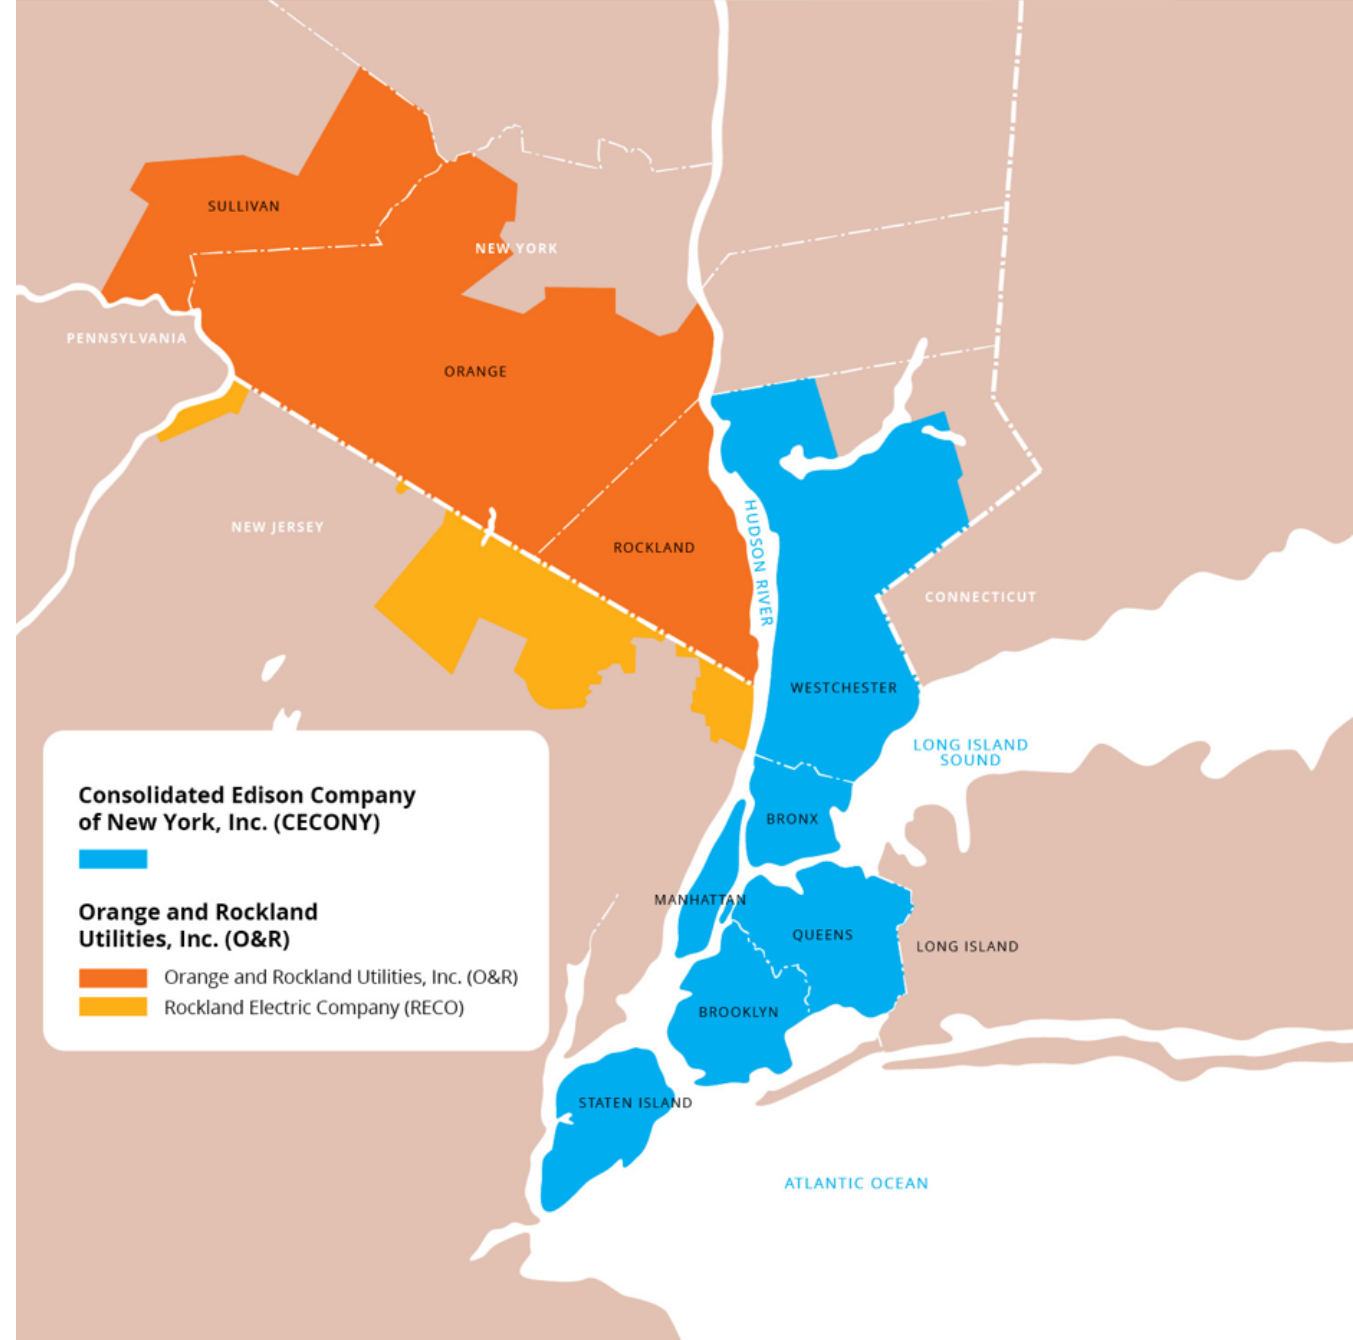 SULLIVAN
NEW YORK
PENNSYLVANIA
ORANGE
NEW JERSEY
ROCKLAND
HUDSON RIVER
CONNECTICUT
WESTCHESTER
LONG ISLAND
SOUND
BRONX
MANHATTAN
QUEENS
LONG ISLAND
BROOKLYN
STATEN ISLAND
ATLANTIC OCEAN
Consolidated Edison Company
of New York, Inc. (CECONY)
Orange and Rockland
Utilities, Inc. (O&R)
Orange and Rockland Utilities, Inc. (O&R)
Rockland Electric Company (RECO)